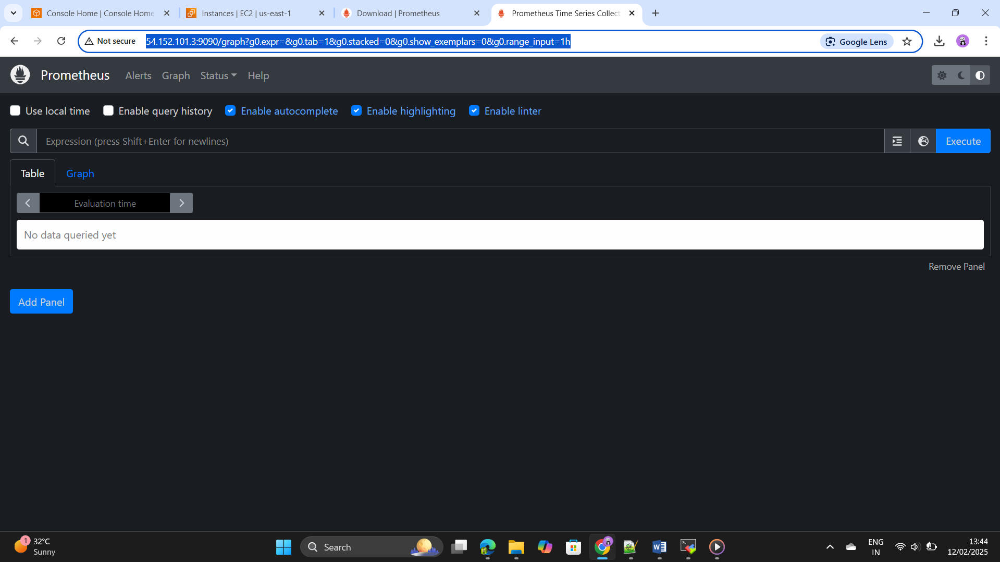 Console Home | Console Home
Instances | EC2 | us-east-1
Download | Prometheus
Prometheus Time Series Collect
Not secure
54.152.101.3:9090/graph?g0.expr=&g0.tab=1&g0.stacked=0&g0.show_exemplars=0&g0.range_input=1h
Google Lens
Prometheus
Alerts
Graph
Status
Help
Use local time
Enable query history
Enable autocomplete
Enable highlighting
Enable linter
Expression (press Shift+Enter for newlines)
Execute
Table
Graph
Evaluation time
No data queried yet
Remove Panel
Add Panel
1
32°C
Sunny
Search
ENG
IN
13:44
12/02/2025